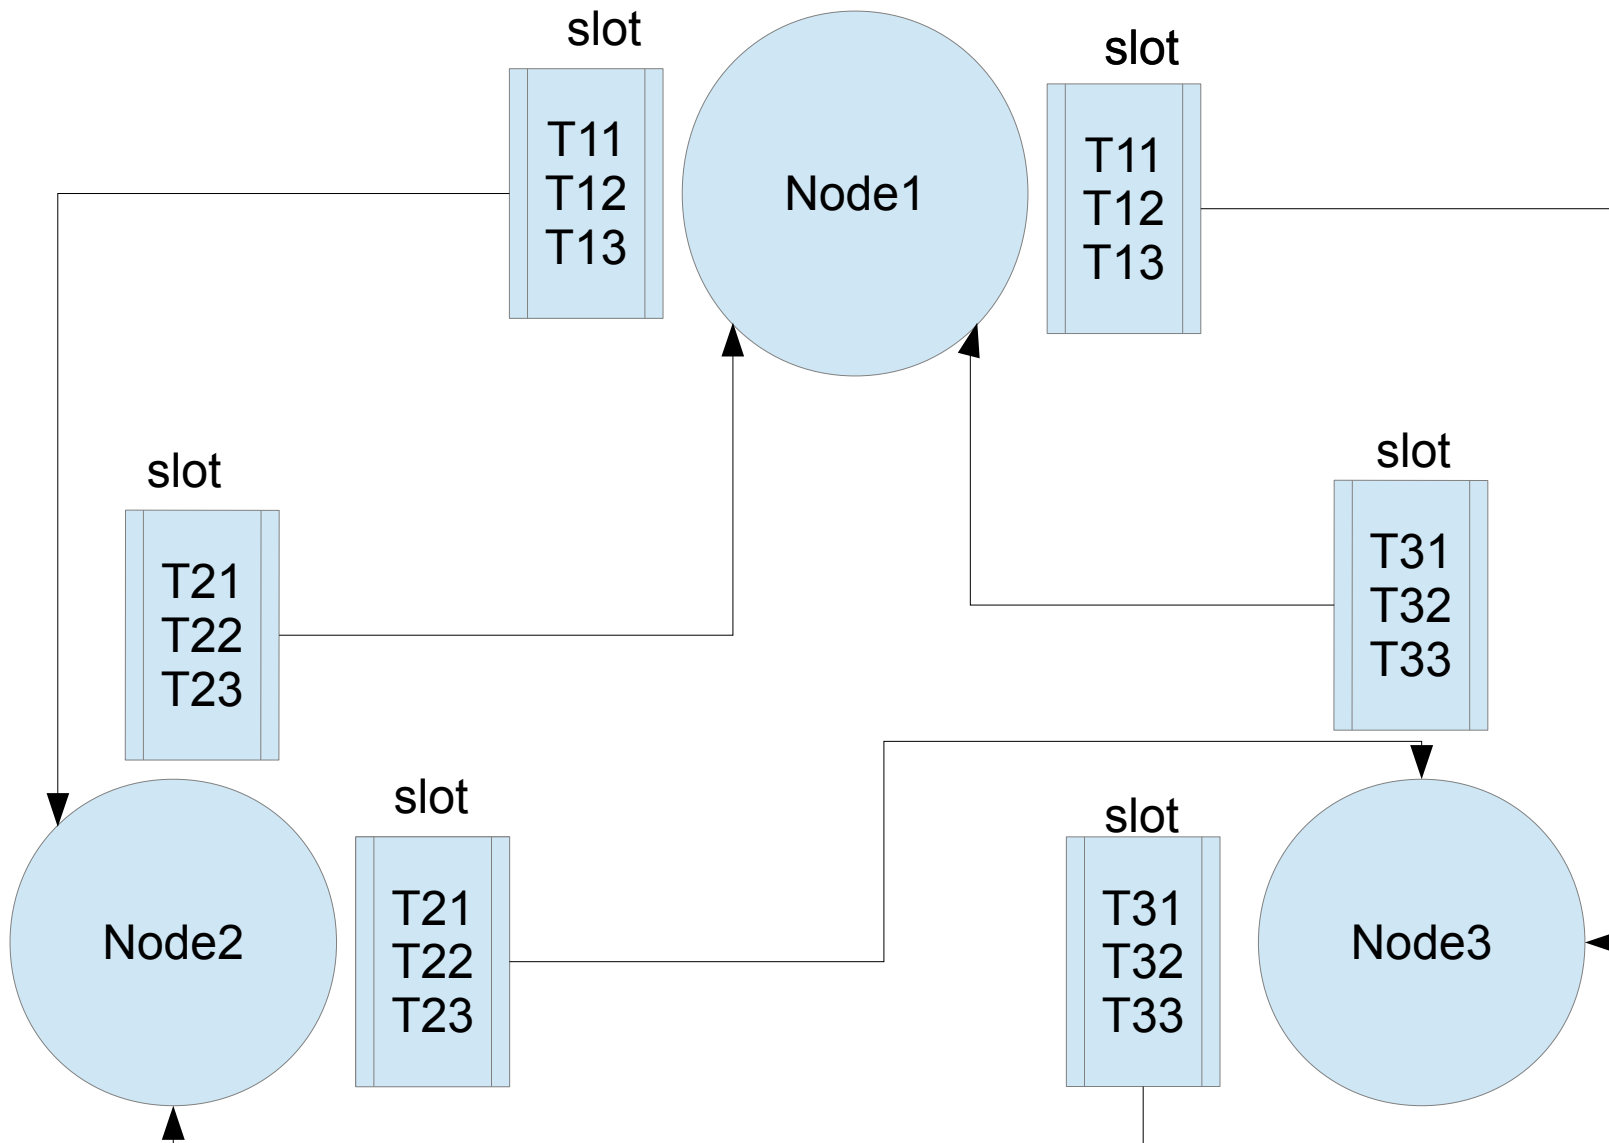 slot
T11
T12
T13
Node1
slot
T11
T12
T13
slot
T21
T22
T23
slot
T31
T32
T33
Node2
slot
T21
T22
T23
slot
T31
T32
T33
Node3